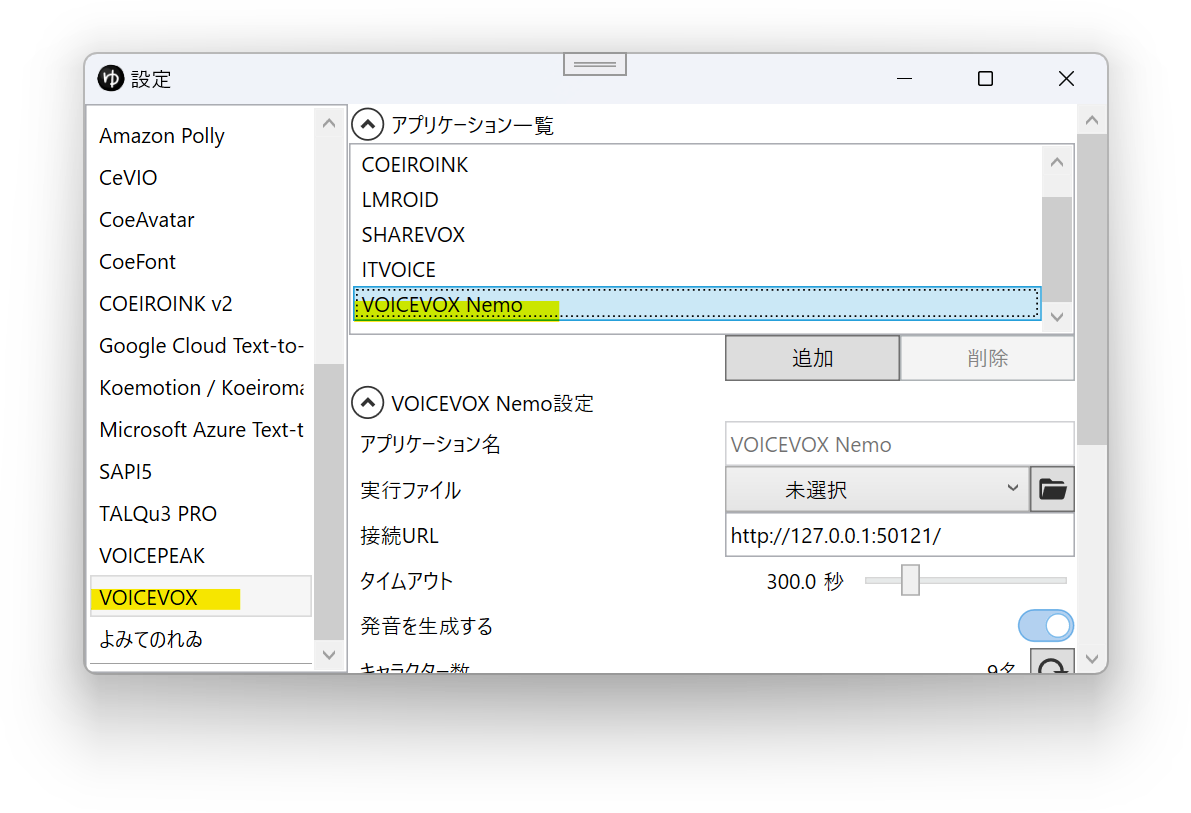 ゆ 設定
Amazon Polly
CeVIO
CoeAvatar
CoeFont
COEIROINK v2
Google Cloud Text-to-
Koemotion / Koeiroma
Microsoft Azure Text-t
SAPI5
TALQu3 PRO
VOICEPEAK
VOICEVOX
よみてのれゐ
アプリケーション一覧
COEIROINK
LMROID
SHAREVOX
ITVOICE
VOICEVOX Nemo
追加 削除
VOICEVOX Nemo設定
アプリケーション名 VOICEVOX Nemo
実行ファイル 未選択
接続URL http://127.0.0.1:50121/
タイムアウト 300.0 秒
発音を生成する
キャラクター数 9名